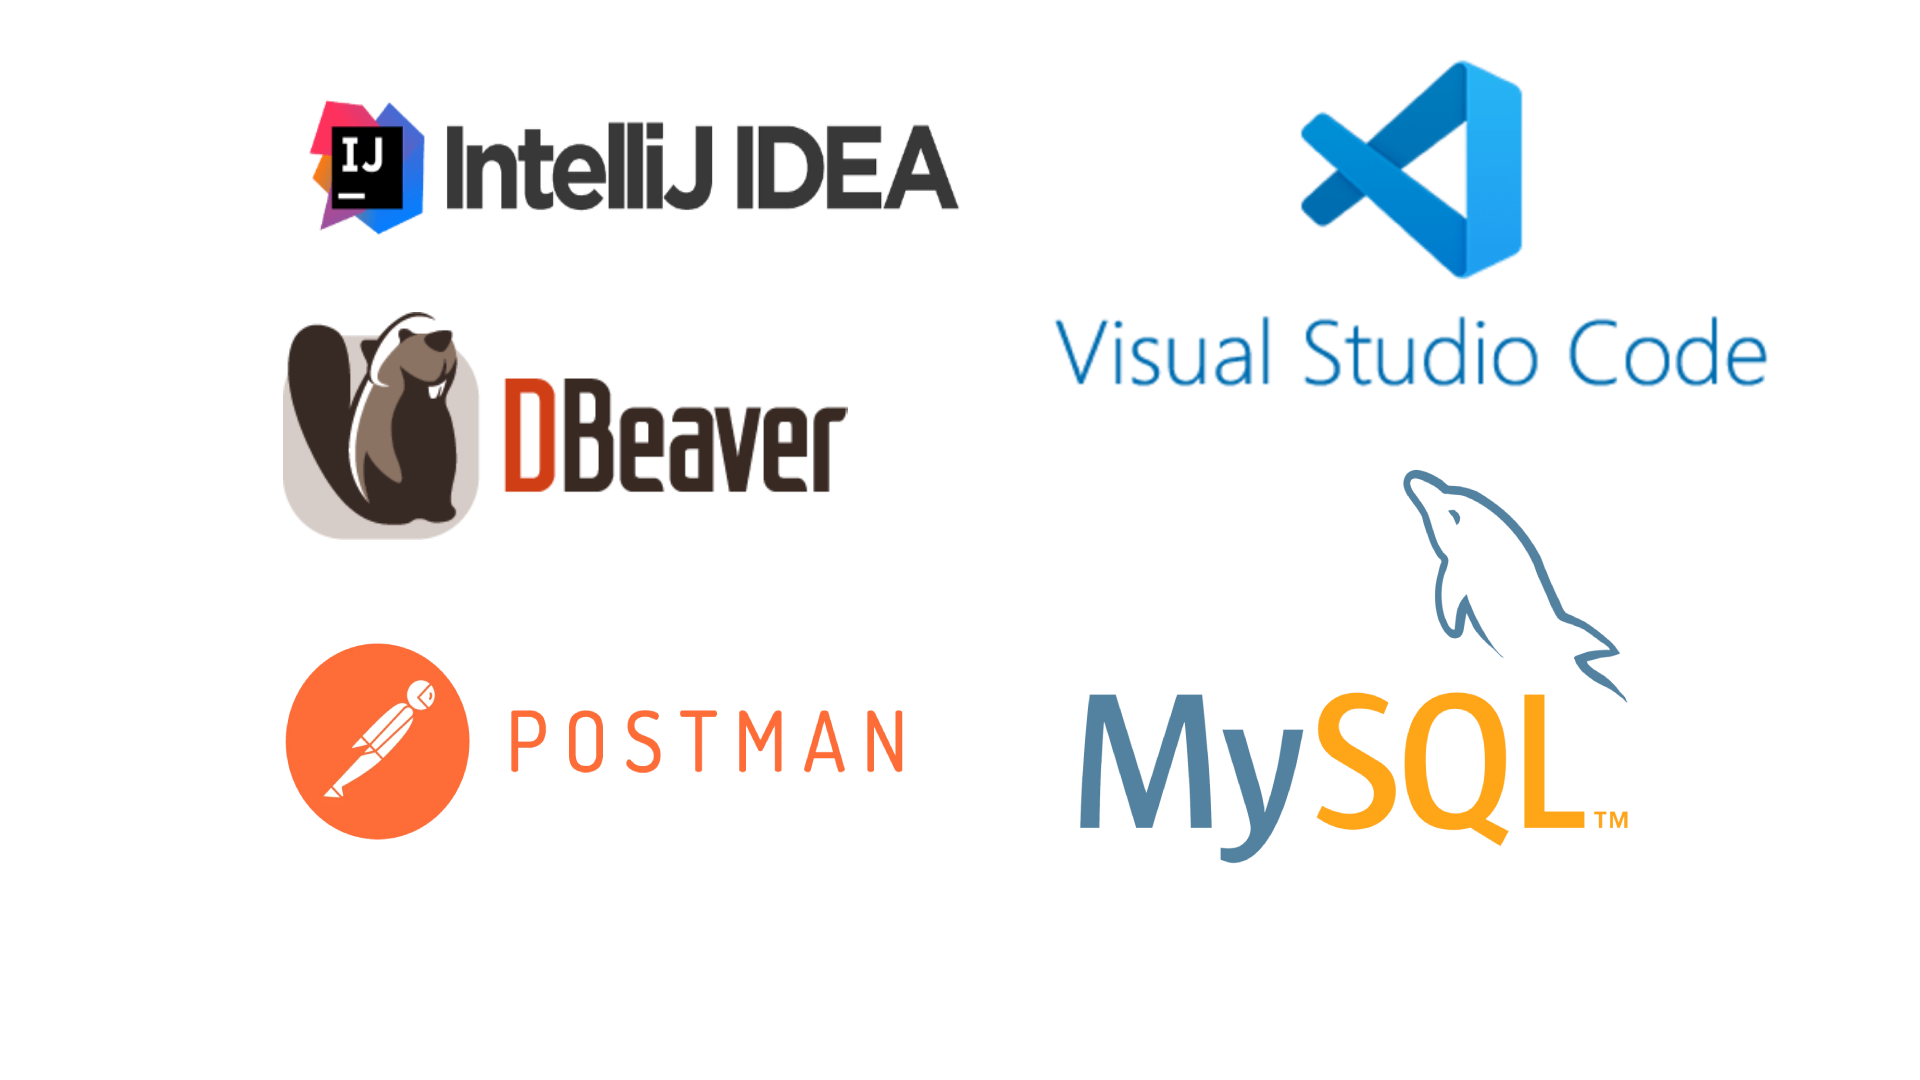 IJ
IntelliJ IDEA
Visual Studio Code
DBeaver
MySQL™
POSTMAN